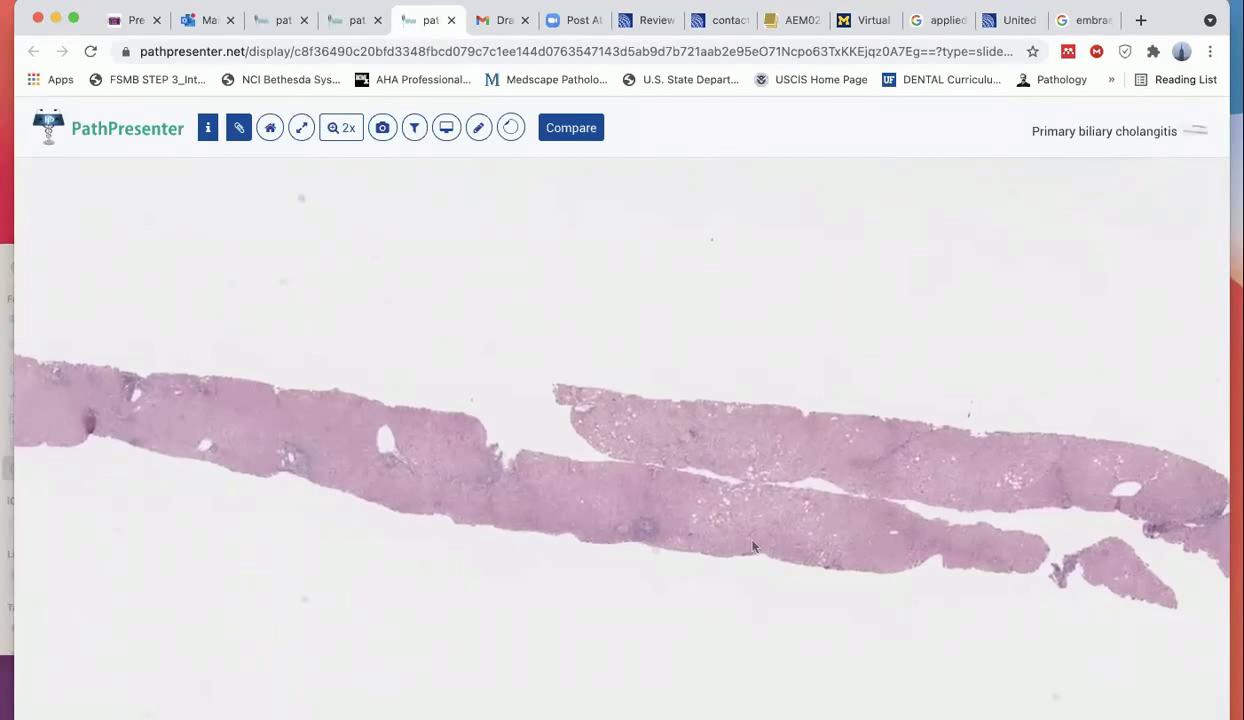 Pre
Mai
pat
pat
pat
Dra
Post At
Review
contact
AEM02
Virtual
applied
United
embrae
pathpresenter.net/display/c8f36490c20bfd3348fbcd079c7c1ee144d0763547143d5ab9d7b721aab2e95eO71Ncpo63TxKKEjqz0A7Eg==?type=slide...
Apps
FSMB STEP 3_Int...
NCI Bethesda Sys...
AHA Professional...
Medscape Patholo...
U.S. State Depart...
USCIS Home Page
DENTAL Curriculu...
Pathology
»
Reading List
PathPresenter
2x
Compare
Primary biliary cholangitis